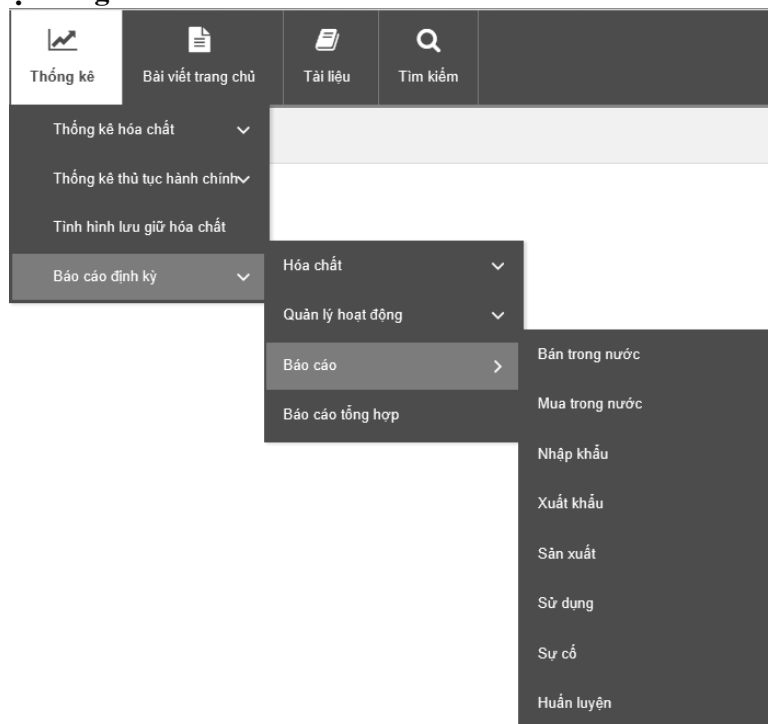 Thống kê
Bài viết trang chủ
Tài liệu
Tìm kiếm
Thống kê hóa chất
Thống kê thủ tục hành chính
Tình hình lưu giữ hóa chất
Báo cáo định kỳ
Hóa chất
Quản lý hoạt động
Báo cáo
Báo cáo tổng hợp
Bán trong nước
Mua trong nước
Nhập khẩu
Xuất khẩu
Sản xuất
Sử dụng
Sự cố
Huấn luyện